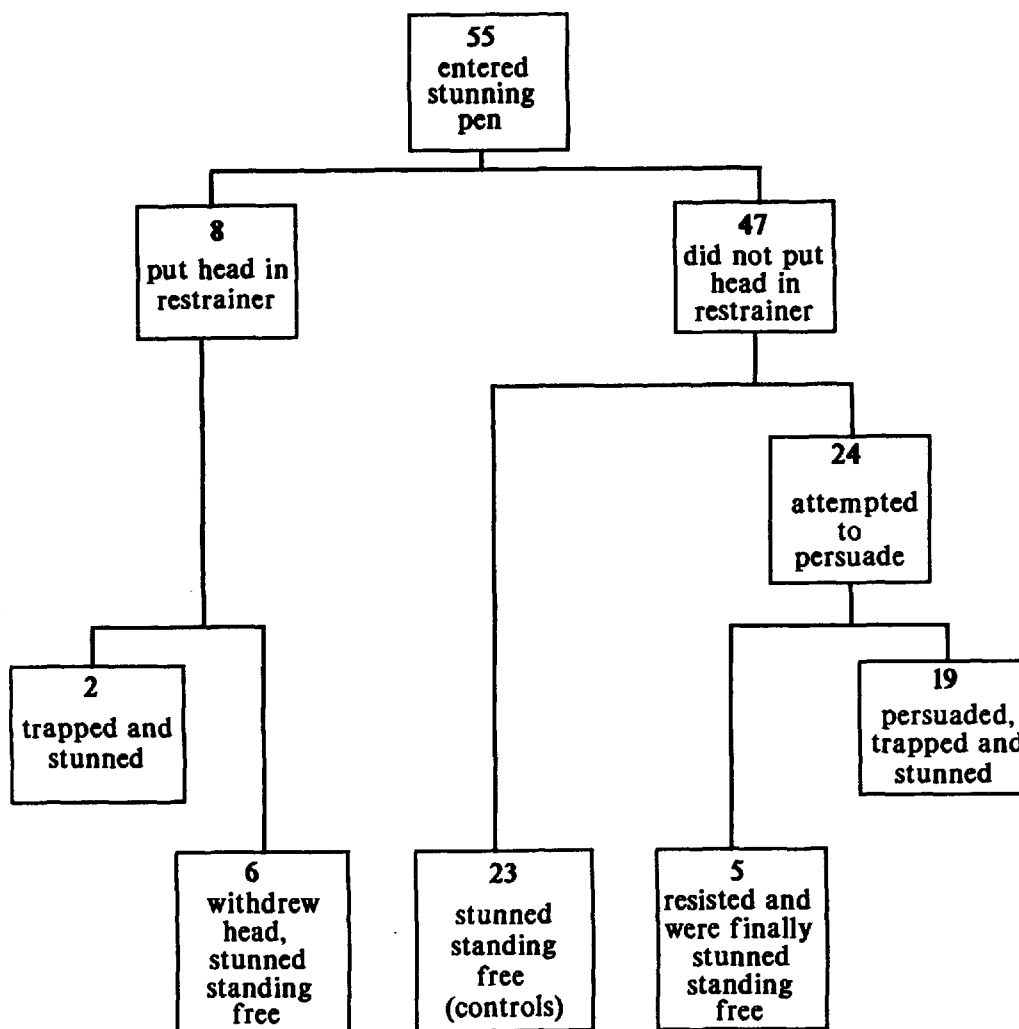 55
entered
stunning
pen
8
put head in
restrainer
47
did not put
head in
restrainer
24
attempted
to
persuade
2
trapped and
stunned
19
persuaded,
trapped and
stunned
6
withdrew
head,
stunned
standing
free
23
stunned
standing
free
(controls)
5
resisted and
were finally
stunned
standing
free